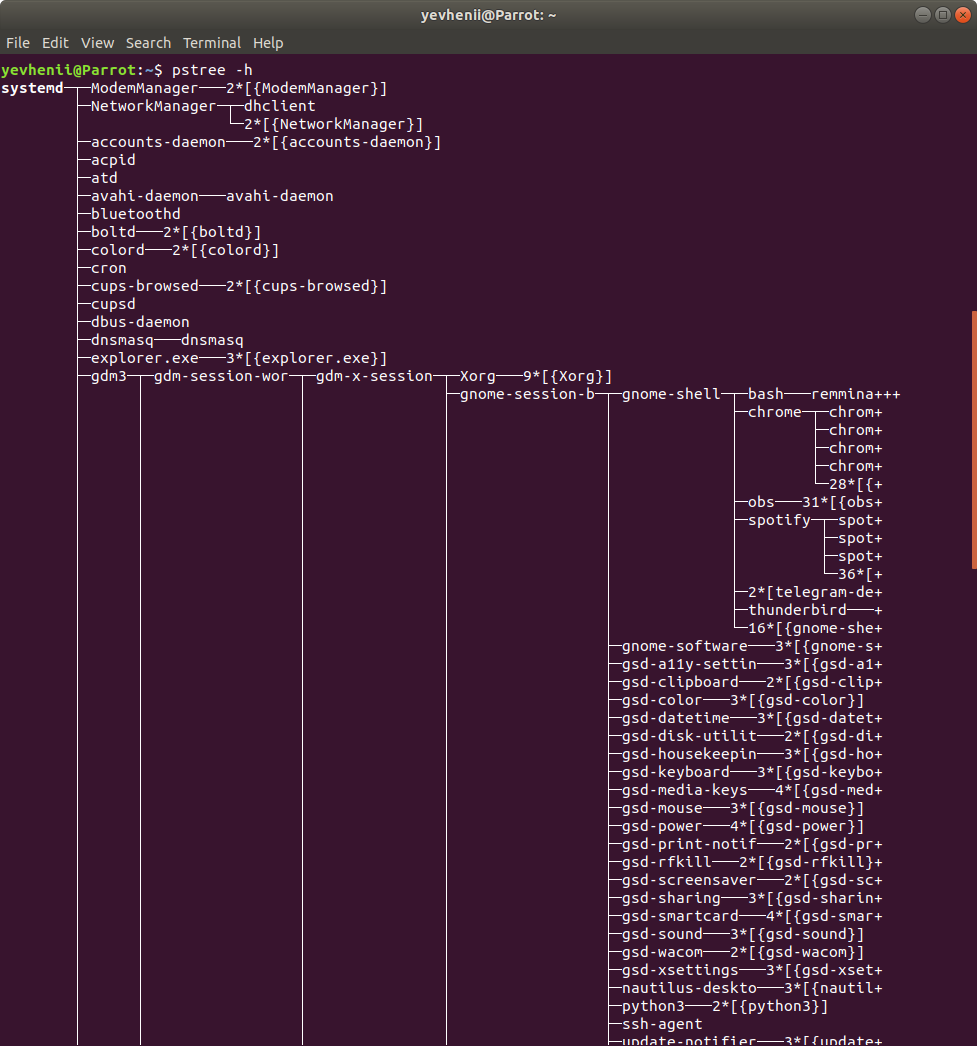 yevhenii@Parrot: ~
File Edit View Search Terminal Help
yevhenii@Parrot:~$ pstree -h
systemd─┬─ModemManager───2*[{ModemManager}]
        ├─NetworkManager─┬─dhclient
        │                └─2*[{NetworkManager}]
        ├─accounts-daemon───2*[{accounts-daemon}]
        ├─acpid
        ├─atd
        ├─avahi-daemon───avahi-daemon
        ├─bluetoothd
        ├─boltd───2*[{boltd}]
        ├─colord───2*[{colord}]
        ├─cron
        ├─cups-browsed───2*[{cups-browsed}]
        ├─cupsd
        ├─dbus-daemon
        ├─dnsmasq───dnsmasq
        ├─explorer.exe───3*[{explorer.exe}]
        ├─gdm3─┬─gdm-session-wor─┬─gdm-x-session─┬─Xorg───9*[{Xorg}]
        │      │                 │               ├─gnome-session-b─┬─gnome-shell─┬─bash───remmina+++
        │      │                 │               │                 │             ├─chrome─┬─chrom+
        │      │                 │               │                 │             │        ├─chrom+
        │      │                 │               │                 │             │        ├─chrom+
        │      │                 │               │                 │             │        ├─chrom+
        │      │                 │               │                 │             │        └─28*[{+
        │      │                 │               │                 │             ├─obs───31*[{obs+
        │      │                 │               │                 │             ├─spotify─┬─spot+
        │      │                 │               │                 │             │         ├─spot+
        │      │                 │               │                 │             │         ├─spot+
        │      │                 │               │                 │             │         └─36*[+
        │      │                 │               │                 │             ├─2*[telegram-de+
        │      │                 │               │                 │             ├─thunderbird───+
        │      │                 │               │                 │             └─16*[{gnome-she+
        │      │                 │               │                 ├─gnome-software───3*[{gnome-s+
        │      │                 │               │                 ├─gsd-a11y-settin───3*[{gsd-a1+
        │      │                 │               │                 ├─gsd-clipboard───2*[{gsd-clip+
        │      │                 │               │                 ├─gsd-color───3*[{gsd-color}]
        │      │                 │               │                 ├─gsd-datetime───3*[{gsd-datet+
        │      │                 │               │                 ├─gsd-disk-utilit───2*[{gsd-di+
        │      │                 │               │                 ├─gsd-housekeepin───3*[{gsd-ho+
        │      │                 │               │                 ├─gsd-keyboard───3*[{gsd-keybo+
        │      │                 │               │                 ├─gsd-media-keys───4*[{gsd-med+
        │      │                 │               │                 ├─gsd-mouse───3*[{gsd-mouse}]
        │      │                 │               │                 ├─gsd-power───4*[{gsd-power}]
        │      │                 │               │                 ├─gsd-print-notif───2*[{gsd-pr+
        │      │                 │               │                 ├─gsd-rfkill───2*[{gsd-rfkill}+
        │      │                 │               │                 ├─gsd-screensaver───2*[{gsd-sc+
        │      │                 │               │                 ├─gsd-sharing───3*[{gsd-sharin+
        │      │                 │               │                 ├─gsd-smartcard───4*[{gsd-smar+
        │      │                 │               │                 ├─gsd-sound───3*[{gsd-sound}]
        │      │                 │               │                 ├─gsd-wacom───2*[{gsd-wacom}]
        │      │                 │               │                 ├─gsd-xsettings───3*[{gsd-xset+
        │      │                 │               │                 ├─nautilus-deskto───3*[{nautil+
        │      │                 │               │                 ├─python3───2*[{python3}]
        │      │                 │               │                 ├─ssh-agent
        │      │                 │               │                 ├─update-notifier───3*[{update+